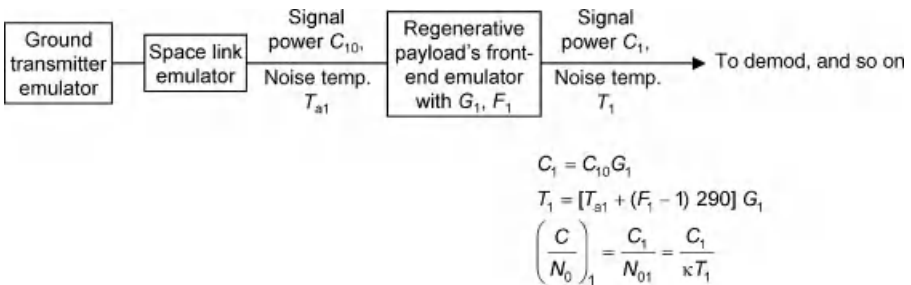 Ground
transmitter
emulator
Space link
emulator
Signal
power C₁₀,
Noise temp.
Tₐ₁
Regenerative
payload's front-
end emulator
with G₁, F₁
Signal
power C₁,
Noise temp.
T₁
To demod, and so on
C₁ = C₁₀G₁
T₁ = [Tₐ₁ + (F₁ − 1) 290] G₁
(C/N₀)₁ = C₁/N₀₁ = C₁/κT₁